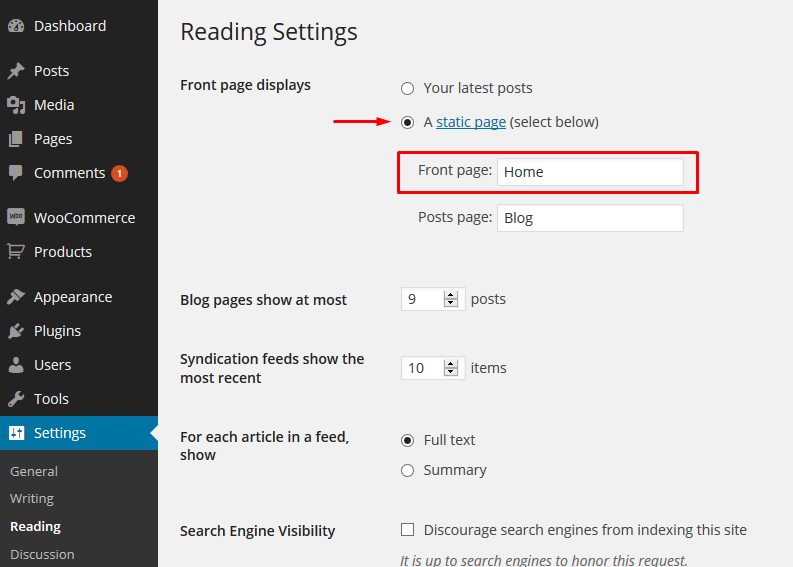 Dashboard
Posts
Media
Pages
Comments 1
WooCommerce
Products
Appearance
Plugins
Users
Tools
Settings
General
Writing
Reading
Discussion
Reading Settings
Front page displays
Your latest posts
A static page (select below)
Front page: Home
Posts page: Blog
Blog pages show at most
9 posts
Syndication feeds show the
most recent
10 items
For each article in a feed,
show
Full text
Summary
Search Engine Visibility
Discourage search engines from indexing this site
It is up to search engines to honor this request.